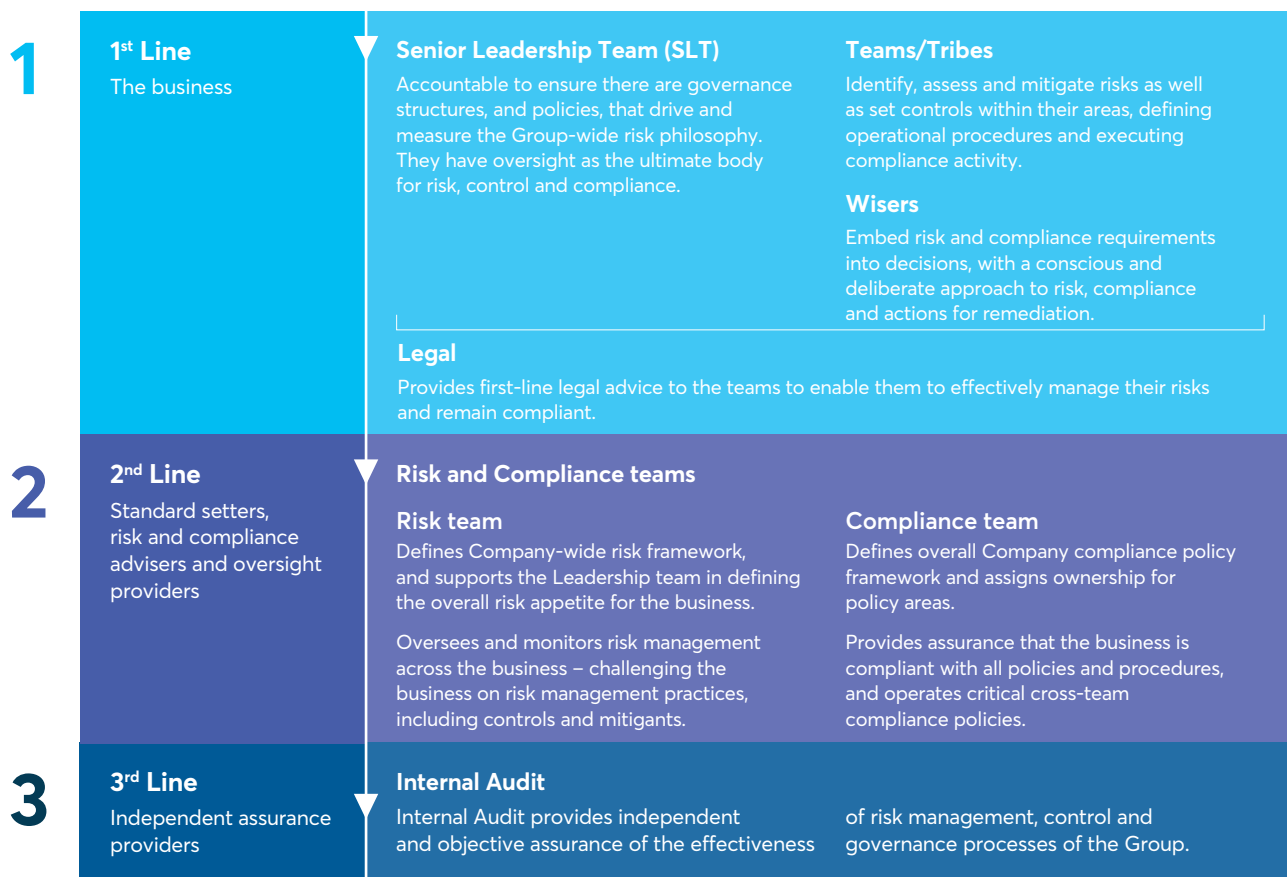 1
1st Line
The business
Senior Leadership Team (SLT)
Accountable to ensure there are governance
structures, and policies, that drive and
measure the Group-wide risk philosophy.
They have oversight as the ultimate body
for risk, control and compliance.
Teams/Tribes
Identify, assess and mitigate risks as well
as set controls within their areas, defining
operational procedures and executing
compliance activity.
Wisers
Embed risk and compliance requirements
into decisions, with a conscious and
deliberate approach to risk, compliance
and actions for remediation.
Legal
Provides first-line legal advice to the teams to enable them to effectively manage their risks
and remain compliant.
2
2nd Line
Standard setters,
risk and compliance
advisers and oversight
providers
Risk and Compliance teams
Risk team
Defines Company-wide risk framework,
and supports the Leadership team in defining
the overall risk appetite for the business.
Oversees and monitors risk management
across the business – challenging the
business on risk management practices,
including controls and mitigants.
Compliance team
Defines overall Company compliance policy
framework and assigns ownership for
policy areas.
Provides assurance that the business is
compliant with all policies and procedures,
and operates critical cross-team
compliance policies.
3
3rd Line
Independent assurance
providers
Internal Audit
Internal Audit provides independent
and objective assurance of the effectiveness
of risk management, control and
governance processes of the Group.